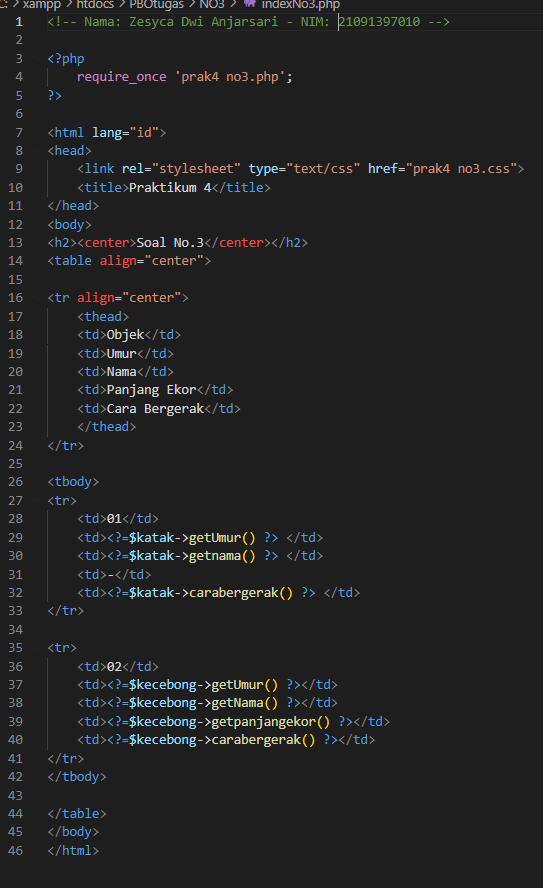 C: > xampp > htdocs > PBOtugas > NO3 > indexNo3.php
1 <!-- Nama: Zesyca Dwi Anjarsari - NIM: 21091397010 -->
2
3 <?php
4     require_once 'prak4 no3.php';
5 ?>
6
7 <html lang="id">
8 <head>
9     <link rel="stylesheet" type="text/css" href="prak4 no3.css">
10     <title>Praktikum 4</title>
11 </head>
12 <body>
13 <h2><center>Soal No.3</center></h2>
14 <table align="center">
15
16 <tr align="center">
17     <thead>
18     <td>Objek</td>
19     <td>Umur</td>
20     <td>Nama</td>
21     <td>Panjang Ekor</td>
22     <td>Cara Bergerak</td>
23     </thead>
24 </tr>
25
26 <tbody>
27 <tr>
28     <td>01</td>
29     <td><?=$katak->getUmur() ?> </td>
30     <td><?=$katak->getnama() ?> </td>
31     <td>-</td>
32     <td><?=$katak->carabergerak() ?> </td>
33 </tr>
34
35 <tr>
36     <td>02</td>
37     <td><?=$kecebong->getUmur() ?></td>
38     <td><?=$kecebong->getNama() ?></td>
39     <td><?=$kecebong->getpanjangekor() ?></td>
40     <td><?=$kecebong->carabergerak() ?></td>
41 </tr>
42 </tbody>
43
44 </table>
45 </body>
46 </html>